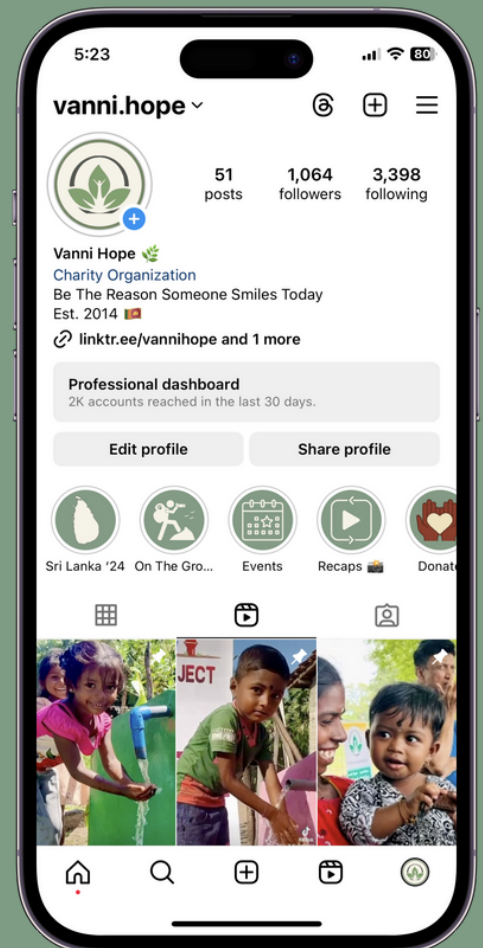 5:23
80
vanni.hope
51
posts
1,064
followers
3,398
following
Vanni Hope
Charity Organization
Be The Reason Someone Smiles Today
Est. 2014
linktr.ee/vannihope and 1 more
Professional dashboard
2K accounts reached in the last 30 days.
Edit profile
Share profile
Sri Lanka ‘24
On The Gro...
Events
Recaps
Donate
JECT
TikTok